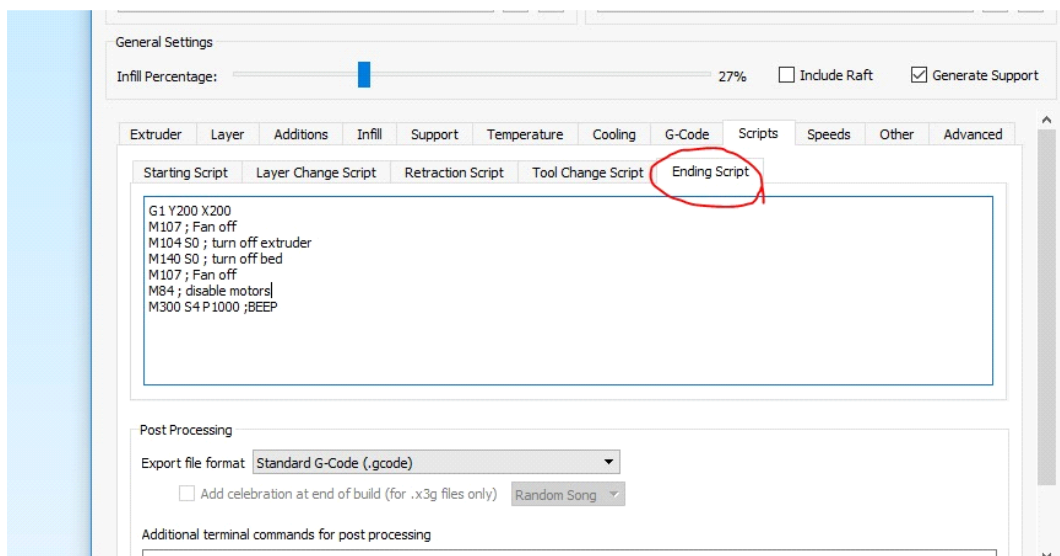 General Settings
Infill Percentage: 27% Include Raft Generate Support
Extruder Layer Additions Infill Support Temperature Cooling G-Code Scripts Speeds Other Advanced
Starting Script Layer Change Script Retraction Script Tool Change Script Ending Script
G1 Y200 X200
M107 ; Fan off
M104 S0 ; turn off extruder
M140 S0 ; turn off bed
M107 ; Fan off
M84 ; disable motors
M300 S4 P1000 ;BEEP
Post Processing
Export file format Standard G-Code (.gcode)
Add celebration at end of build (for .x3g files only) Random Song
Additional terminal commands for post processing